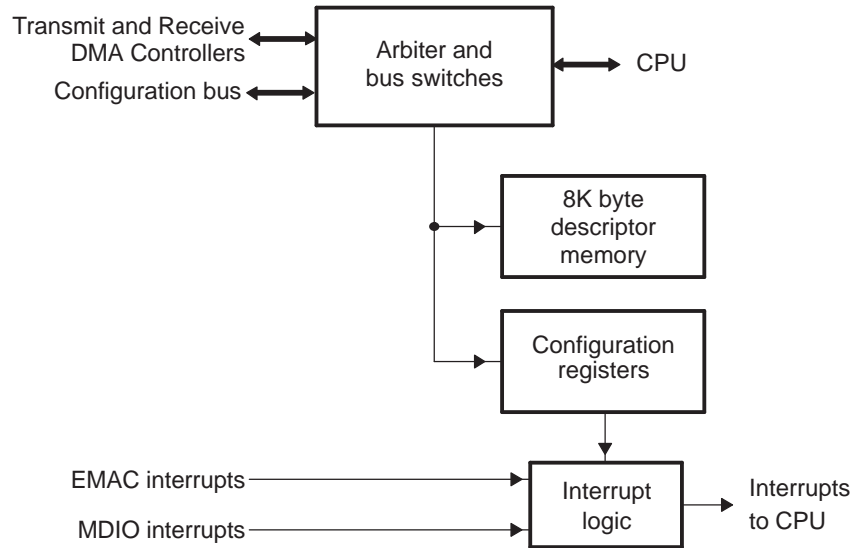 Transmit and Receive
DMA Controllers
Configuration bus
Arbiter and
bus switches
CPU
8K byte
descriptor
memory
Configuration
registers
EMAC interrupts
MDIO interrupts
Interrupt
logic
Interrupts
to CPU